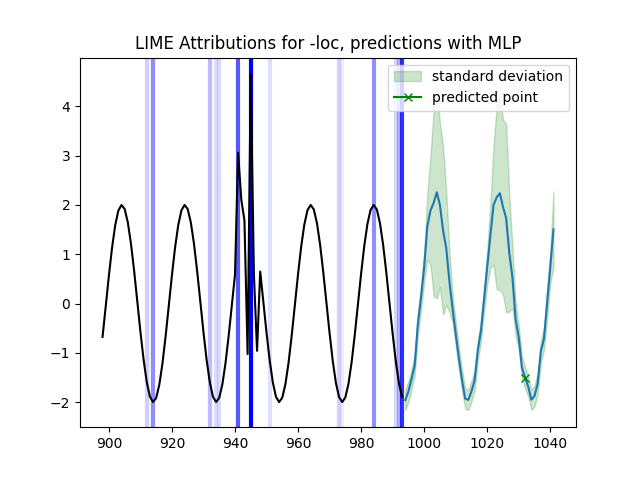 LIME Attributions for -loc, predictions with MLP
standard deviation
predicted point
4
3
2
1
0
−1
−2
900 920 940 960 980 1000 1020 1040